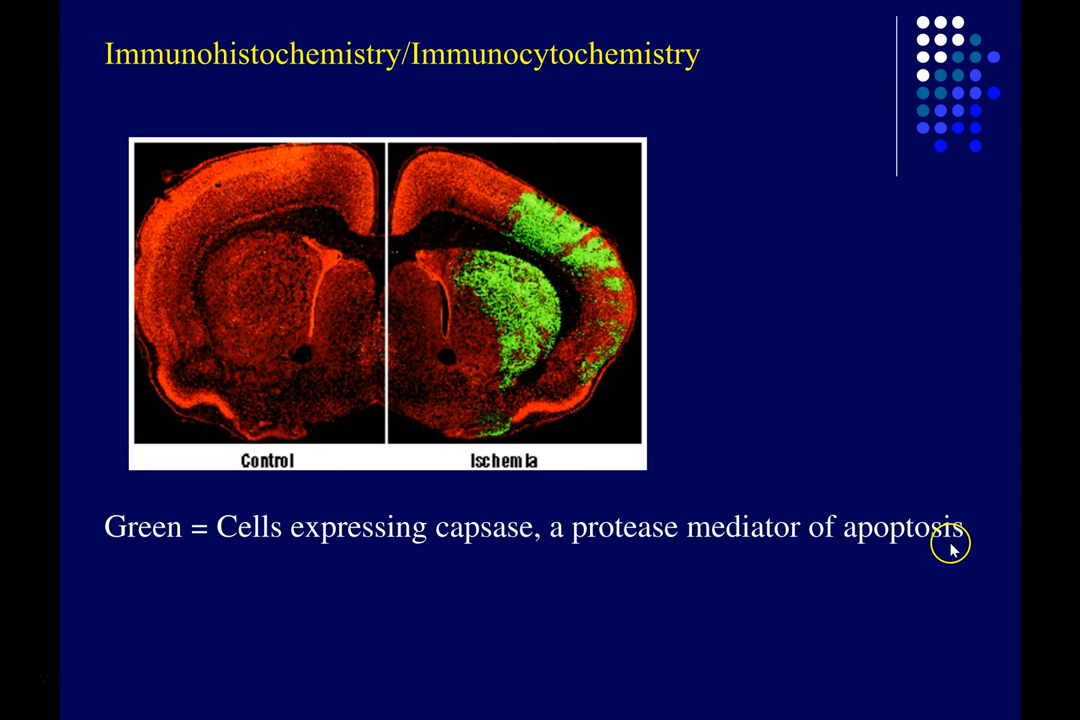 Immunohistochemistry/Immunocytochemistry
Control Ischemia
Green = Cells expressing capsase, a protease mediator of apoptosis